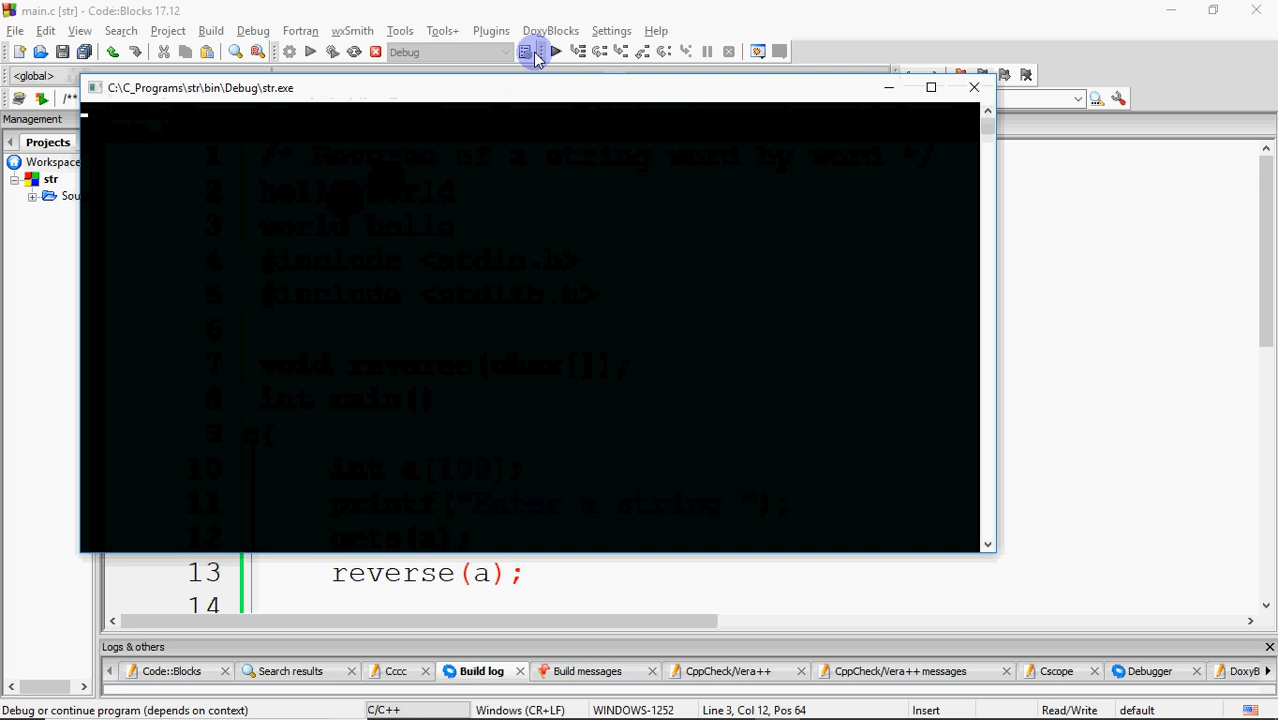 main.c [str] - Code::Blocks 17.12
File Edit View Search Project Build Debug Fortran wxSmith Tools Tools+ Plugins DoxyBlocks Settings Help
Debug
<global>
C:\C_Programs\str\bin\Debug\str.exe
/**
Management
Projects
Workspace
str
Sou
1 /* Reverse of a string word by word */
2 hello world
3 world hello
4 #include <stdio.h>
5 #include <stdlib.h>
6
7 void reverse(char[]);
8 int main()
9 {
10 int a[100];
11 printf("Enter a string ");
12 gets(a);
13 reverse(a);
14
Logs & others
Code::Blocks Search results Cccc Build log Build messages CppCheck/Vera++ CppCheck/Vera++ messages Cscope Debugger DoxyB
Debug or continue program (depends on context) C/C++ Windows (CR+LF) WINDOWS-1252 Line 3, Col 12, Pos 64 Insert Read/Write default